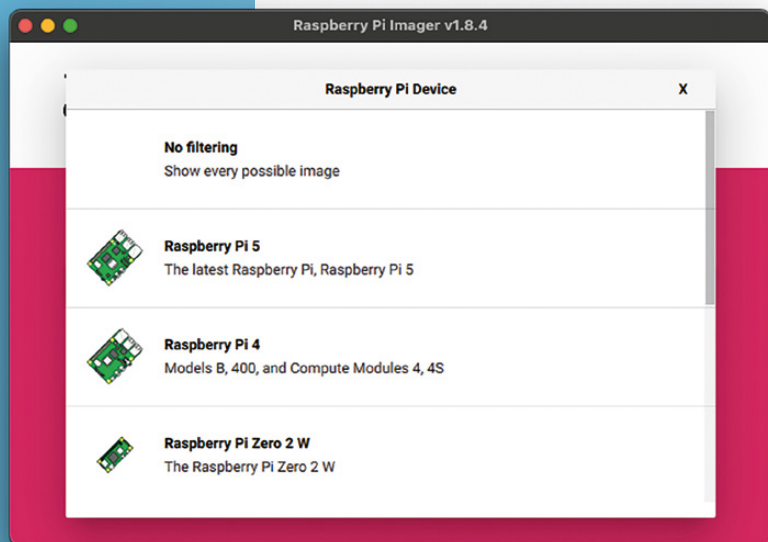 Raspberry Pi Imager v1.8.4
Raspberry Pi Device
X
No filtering
Show every possible image
Raspberry Pi 5
The latest Raspberry Pi, Raspberry Pi 5
Raspberry Pi 4
Models B, 400, and Compute Modules 4, 4S
Raspberry Pi Zero 2 W
The Raspberry Pi Zero 2 W